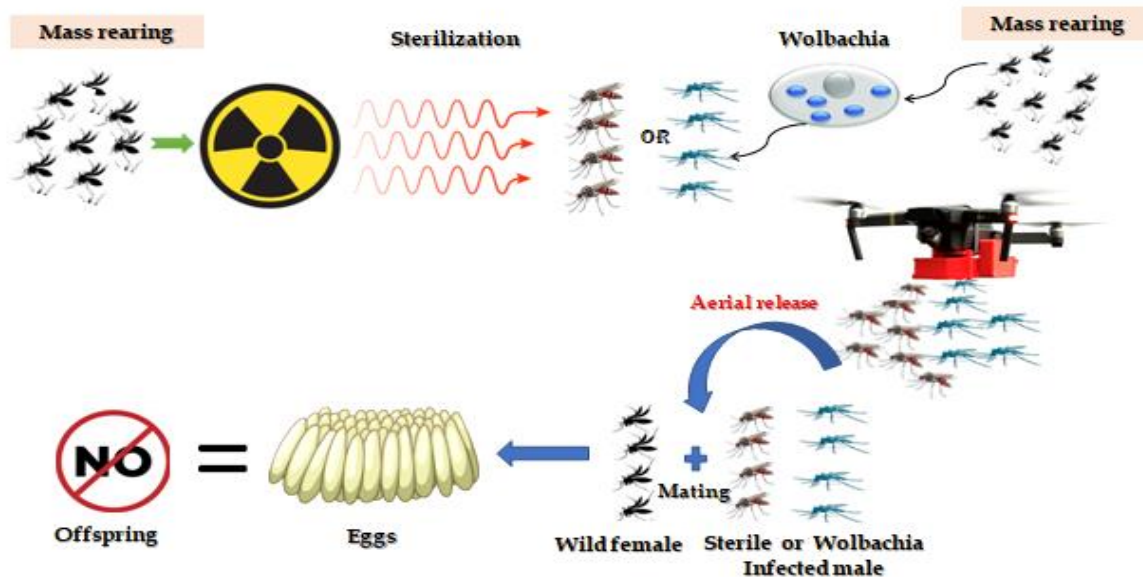 Mass rearing
Sterilization
Wolbachia
Mass rearing
OR
Aerial release
NO
Offspring
Eggs
Mating
Wild female
Sterile or Wolbachia
Infected male